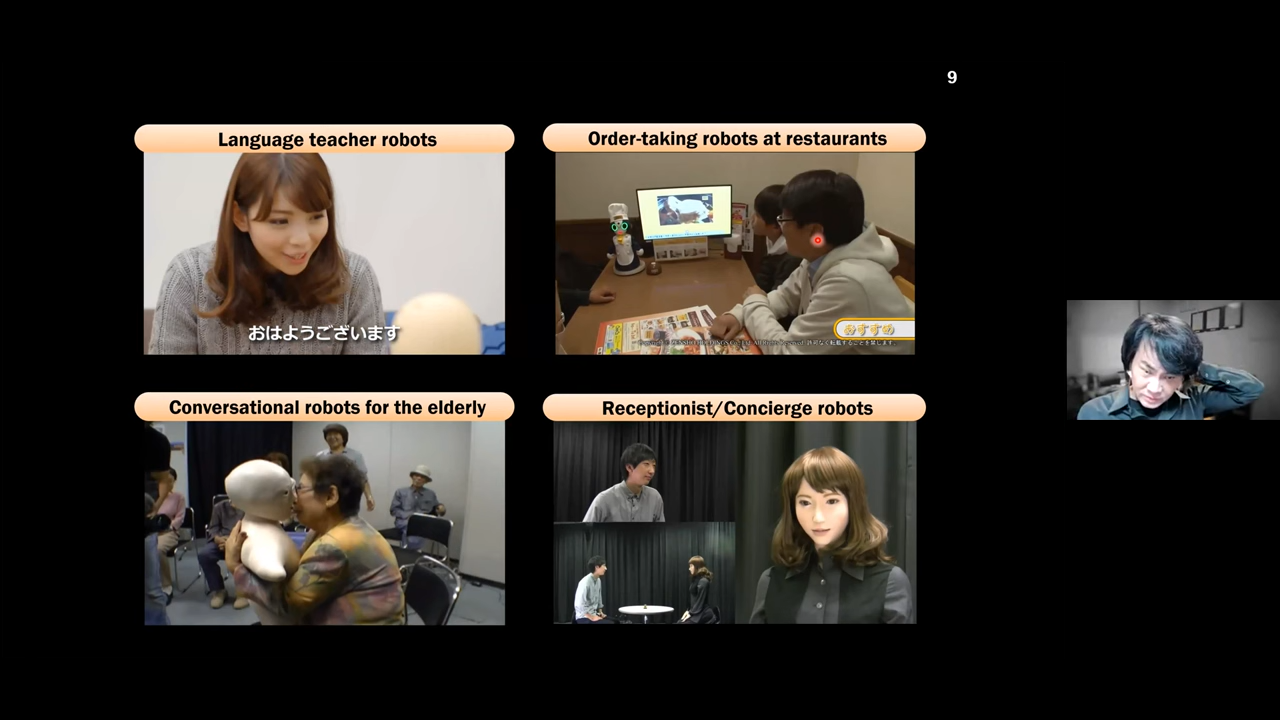 9
Language teacher robots
Order-taking robots at restaurants
おはようございます
おすすめ
Conversational robots for the elderly
Receptionist/Concierge robots